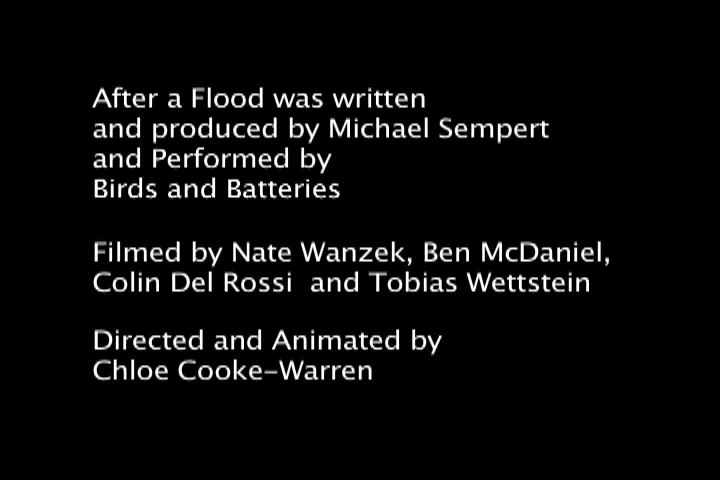 After a Flood was written
and produced by Michael Sempert
and Performed by
Birds and Batteries
Filmed by Nate Wanzek, Ben McDaniel,
Colin Del Rossi  and Tobias Wettstein
Directed and Animated by
Chloe Cooke-Warren